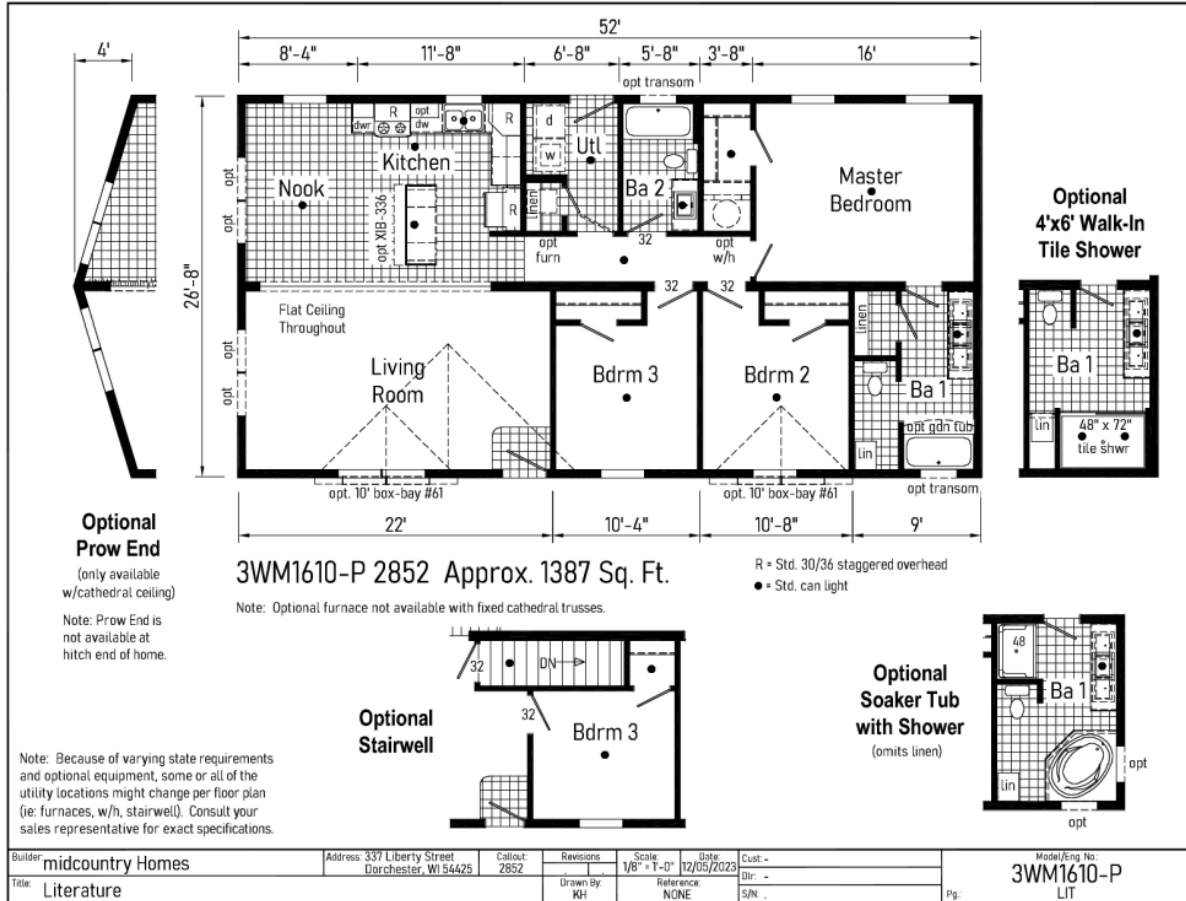 52'
4'
8'-4"
11'-8"
6'-8"
5'-8"
3'-8"
16'
opt transom
26'-8"
R
opt
dw
dwr
R
d
w
Utl
Kitchen
Nook
Ba 2
Master
Bedroom
opt
opt
opt XIB-336
R
linen
opt
furn
32
opt
w/h
32
32
Flat Ceiling
Throughout
opt
opt
Living
Room
Bdrm 3
Bdrm 2
linen
Ba 1
opt gdn tub
lin
opt. 10' box-bay #61
opt. 10' box-bay #61
opt transom
22'
10'-4"
10'-8"
9'
Optional
4'x6' Walk-In
Tile Shower
Ba 1
lin
48" x 72"
tile shwr
Optional
Prow End
(only available
w/cathedral ceiling)
Note: Prow End is
not available at
hitch end of home.
3WM1610-P 2852 Approx. 1387 Sq. Ft.
R = Std. 30/36 staggered overhead
● = Std. can light
Note: Optional furnace not available with fixed cathedral trusses.
Optional
Stairwell
32
DN
32
Bdrm 3
Optional
Soaker Tub
with Shower
(omits linen)
48
Ba 1
lin
opt
opt
Note: Because of varying state requirements
and optional equipment, some or all of the
utility locations might change per floor plan
(ie: furnaces, w/h, stairwell). Consult your
sales representative for exact specifications.
Builder: midcountry Homes
Address: 337 Liberty Street
Dorchester, WI 54425
Callout:
2852
Revisions
Scale:
1/8" = 1'-0"
Date:
12/05/2023
Cust: -
Dlr: -
S/N: .
Model/Eng. No.:
3WM1610-P
LIT
Pg.:
Title: Literature
Drawn By:
KH
Reference:
NONE